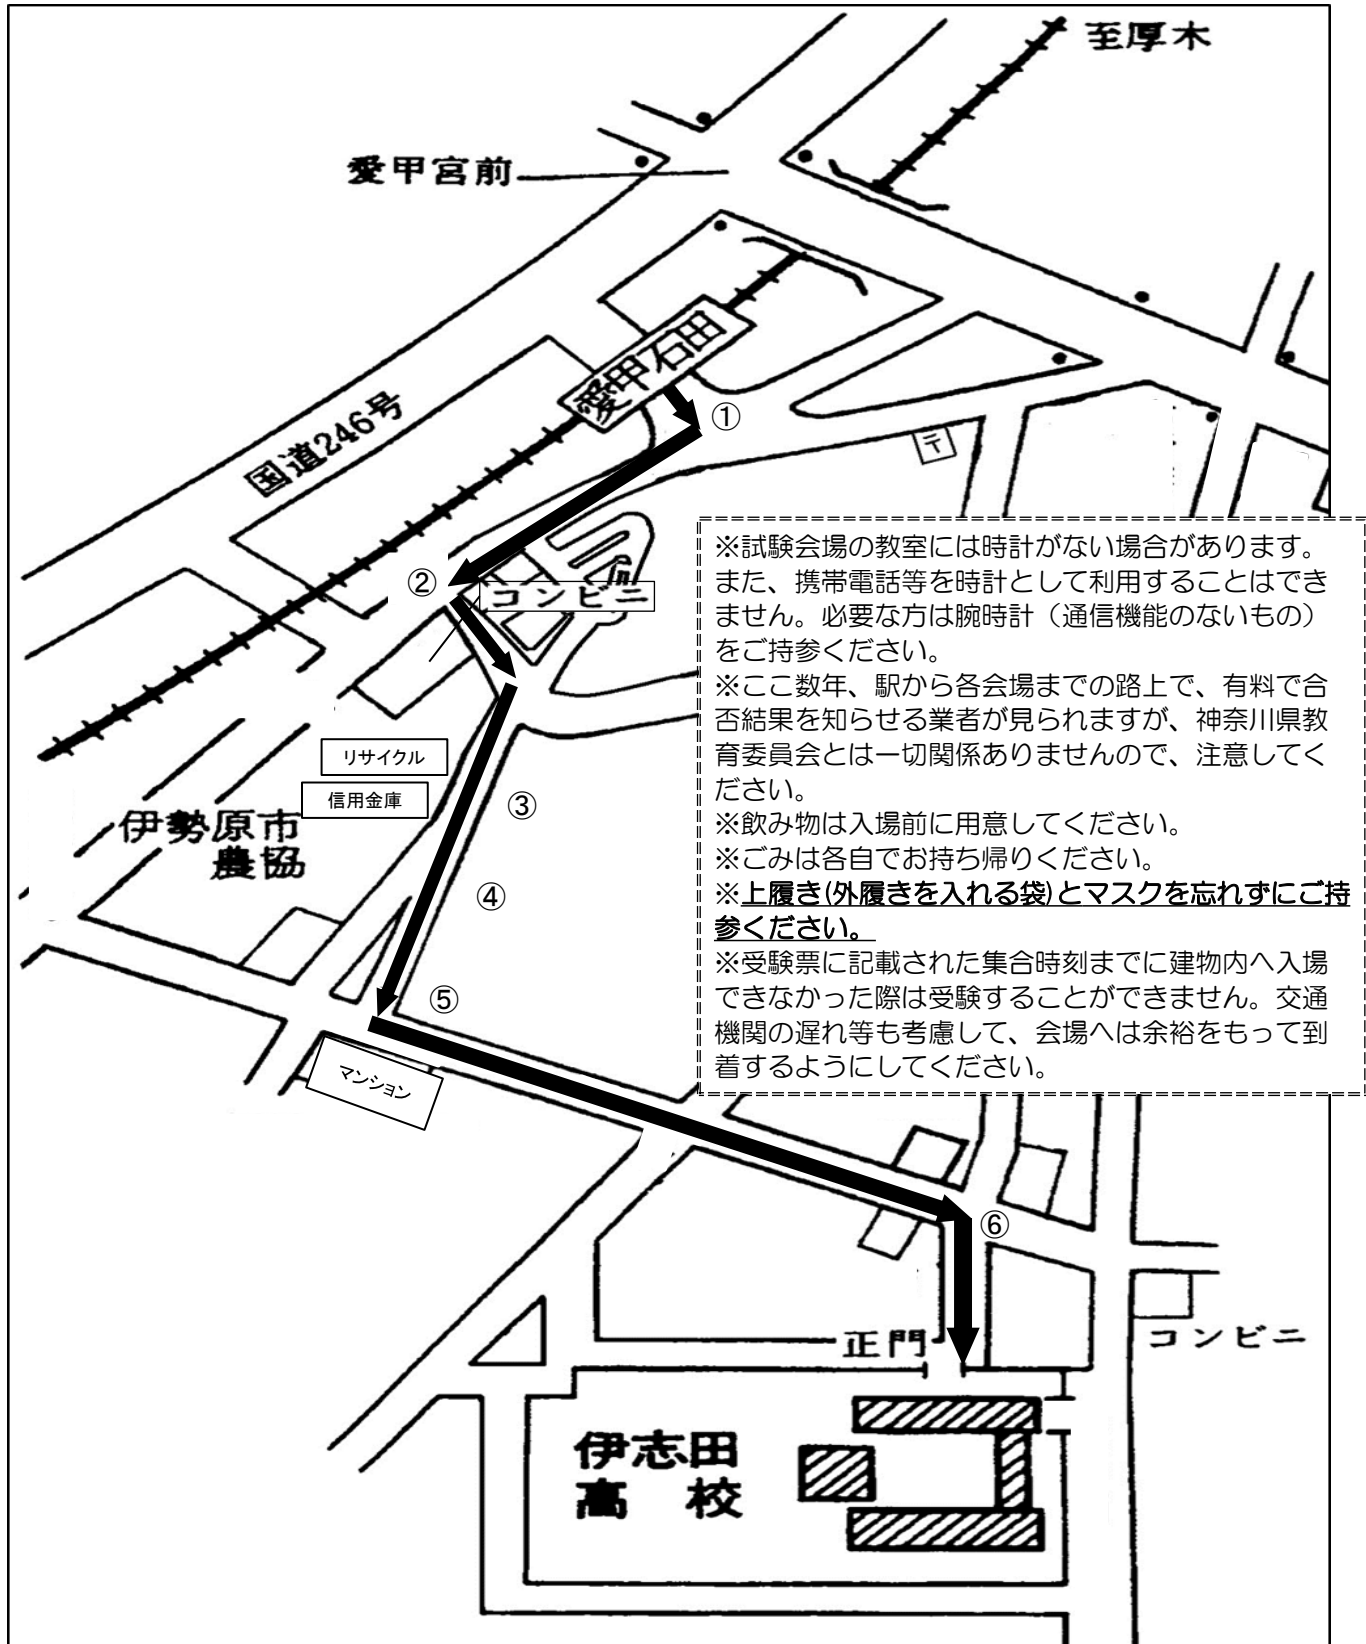 至厚木
愛甲宮前
愛甲石田
①
国道246号
〒
②
コンビニ
※試験会場の教室には時計がない場合があります。
また、携帯電話等を時計として利用することはでき
ません。必要な方は腕時計（通信機能のないもの）
をご持参ください。
※ここ数年、駅から各会場までの路上で、有料で合
否結果を知らせる業者が見られますが、神奈川県教
育委員会とは一切関係ありませんので、注意してく
ださい。
※飲み物は入場前に用意してください。
※ごみは各自でお持ち帰りください。
※上履き(外履きを入れる袋)とマスクを忘れずにご持
参ください。
※受験票に記載された集合時刻までに建物内へ入場
できなかった際は受験することができません。交通
機関の遅れ等も考慮して、会場へは余裕をもって到
着するようにしてください。
リサイクル
信用金庫
③
伊勢原市
農協
④
⑤
マンション
⑥
正門
コンビニ
伊志田
高校